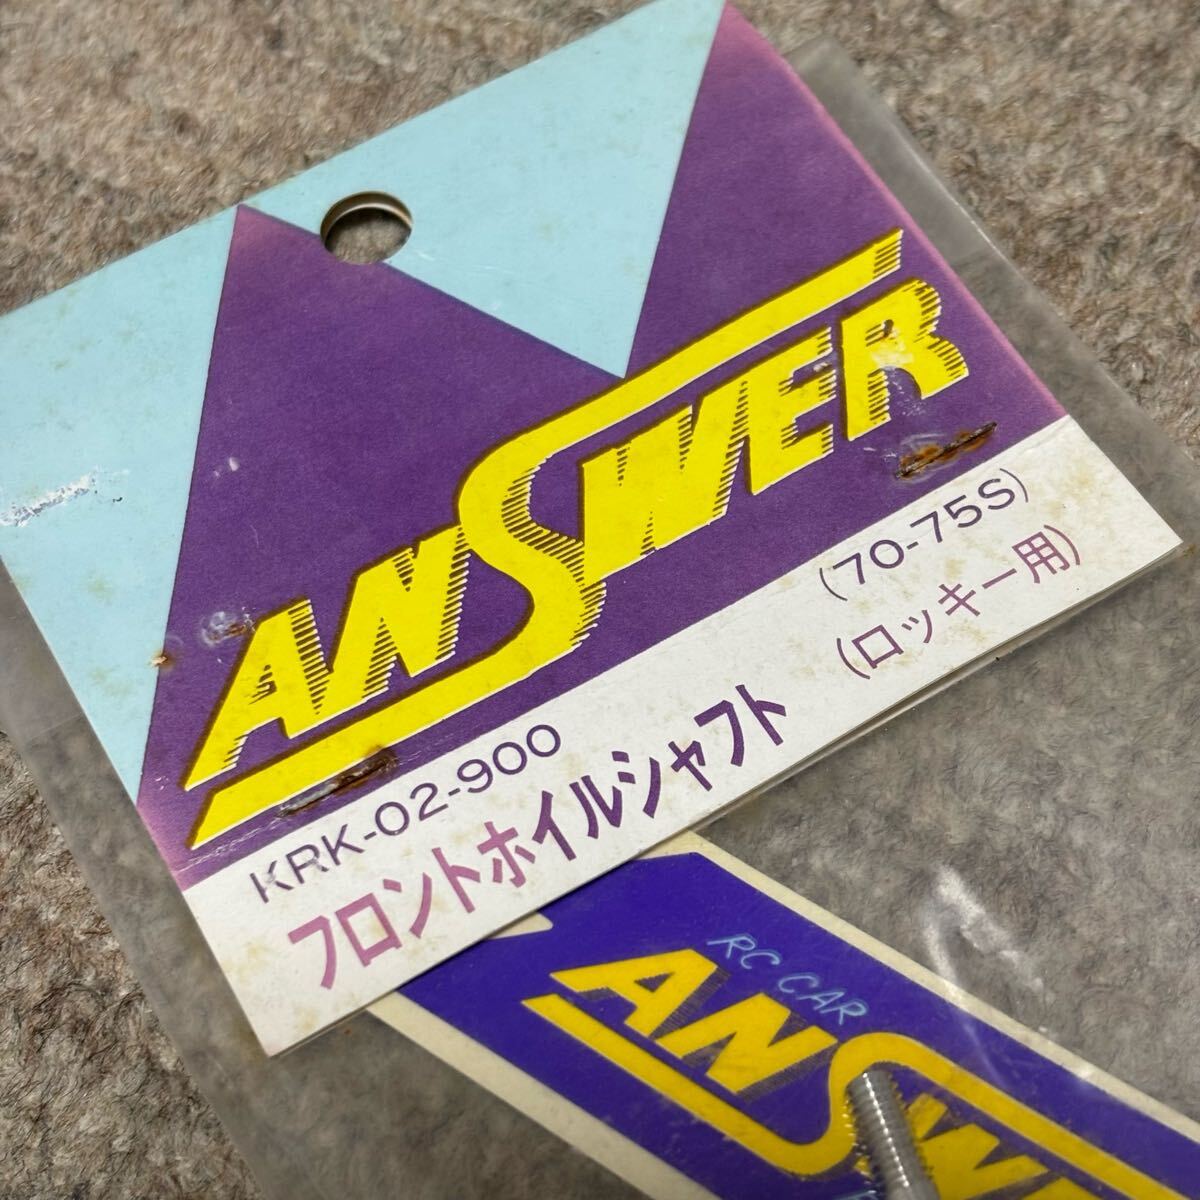 ANSWER
KRK-02-900
(70-75S)
フロントホイルシャフト
(ロッキー用)
RC CAR
ANSWE